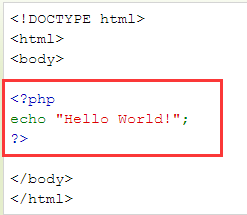 <!DOCTYPE html>
<html>
<body>
<?php
echo "Hello World!";
?>
</body>
</html>